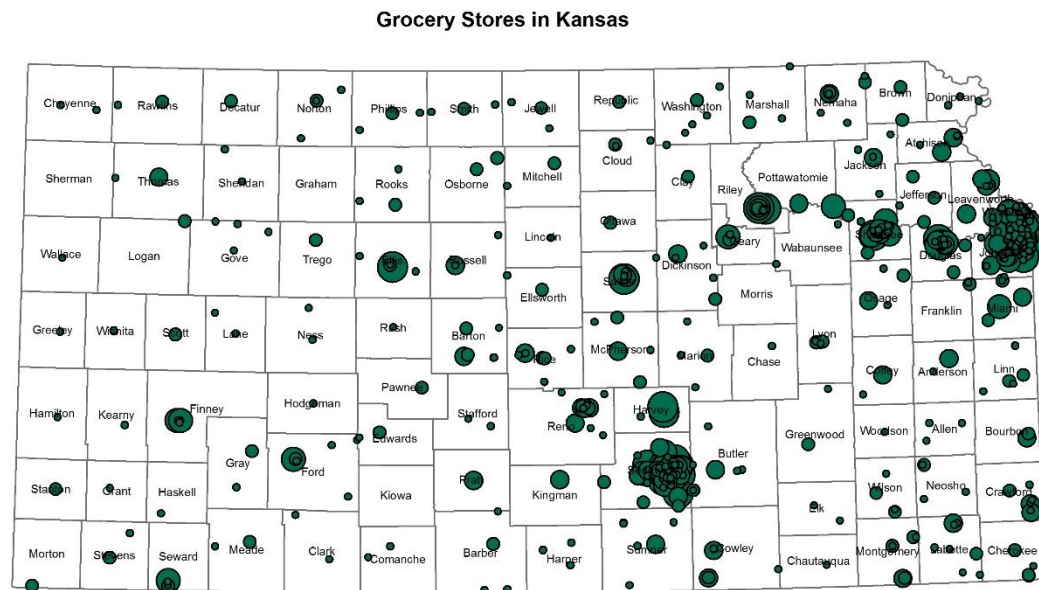 Grocery Stores in Kansas
Cheyenne Rawlins Decatur Norton Phillips Smith Jewell Republic Washington Marshall Nemaha Brown Doniphan
Cloud Atchison Jackson
Sherman Thomas Sheridan Graham Rooks Osborne Mitchell Clay Riley Pottawatomie Jefferson Leavenworth
Ottawa
Wallace Logan Gove Trego Ellis Russell Lincoln Dickinson Geary Wabaunsee Douglas
Saline
Ellsworth Morris Osage Franklin Miami
Greeley Wichita Scott Lane Ness Rush Barton Rice McPherson Marion Chase Lyon
Coffey Anderson Linn
Pawnee
Hamilton Kearny Finney Hodgeman Stafford Reno Harvey
Edwards Greenwood Woodson Allen Bourbon
Gray Ford Butler
Stanton Grant Haskell Kiowa Pratt Kingman Wilson Neosho Crawford
Elk
Morton Stevens Seward Meade Clark Comanche Barber Harper Sumner Cowley Chautauqua Montgomery Labette Cherokee